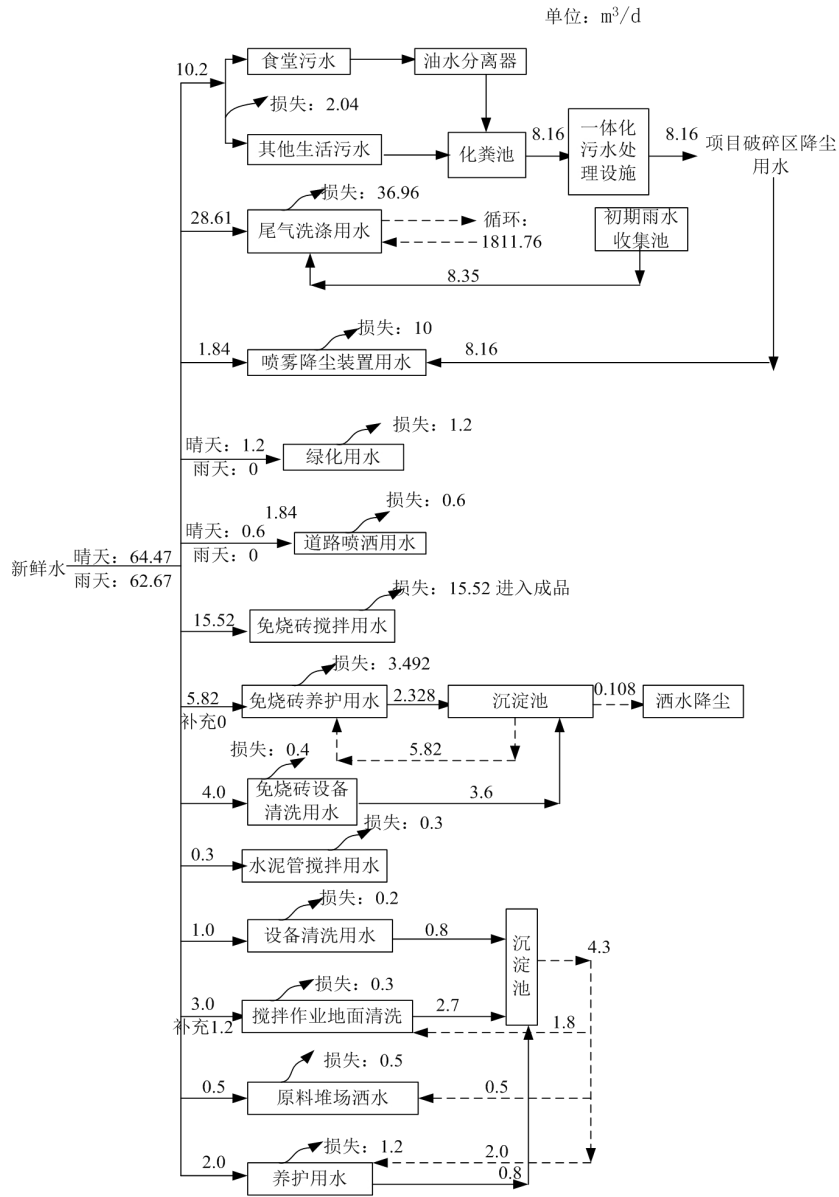 单位：m³/d
10.2
食堂污水
油水分离器
损失：2.04
其他生活污水
化粪池
8.16
一体化
污水处
理设施
8.16
项目破碎区降尘
用水
损失：36.96
28.61
尾气洗涤用水
循环：
1811.76
初期雨水
收集池
8.35
损失：10
1.84
喷雾降尘装置用水
8.16
损失：1.2
晴天：1.2
雨天：0
绿化用水
损失：0.6
1.84
晴天：0.6
雨天：0
道路喷洒用水
新鲜水
晴天：64.47
雨天：62.67
损失：15.52 进入成品
15.52
免烧砖搅拌用水
损失：3.492
5.82
补充0
免烧砖养护用水
2.328
沉淀池
0.108
洒水降尘
5.82
损失：0.4
4.0
免烧砖设备
清洗用水
3.6
损失：0.3
0.3
水泥管搅拌用水
损失：0.2
1.0
设备清洗用水
0.8
沉
淀
池
4.3
损失：0.3
3.0
补充1.2
搅拌作业地面清洗
2.7
1.8
损失：0.5
0.5
原料堆场洒水
0.5
损失：1.2
2.0
养护用水
2.0
0.8